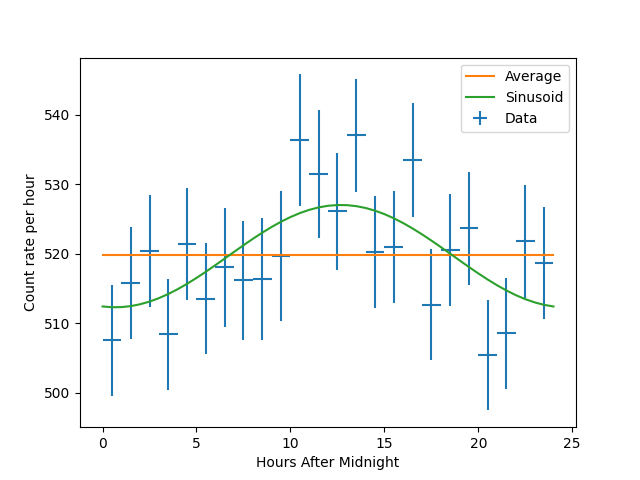 Average
Sinusoid
Data
540
530
520
510
500
Count rate per hour
0 5 10 15 20 25
Hours After Midnight